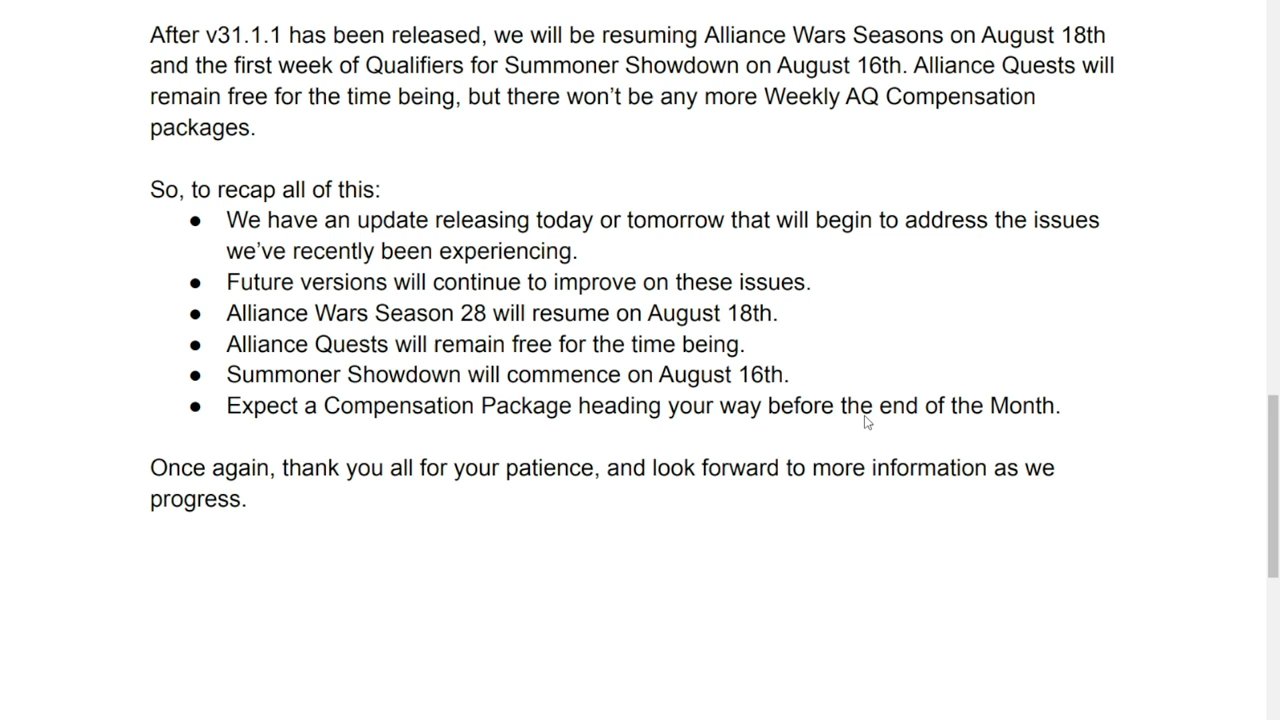 After v31.1.1 has been released, we will be resuming Alliance Wars Seasons on August 18th
and the first week of Qualifiers for Summoner Showdown on August 16th. Alliance Quests will
remain free for the time being, but there won’t be any more Weekly AQ Compensation
packages.
So, to recap all of this:
● We have an update releasing today or tomorrow that will begin to address the issues
we’ve recently been experiencing.
● Future versions will continue to improve on these issues.
● Alliance Wars Season 28 will resume on August 18th.
● Alliance Quests will remain free for the time being.
● Summoner Showdown will commence on August 16th.
● Expect a Compensation Package heading your way before the end of the Month.
Once again, thank you all for your patience, and look forward to more information as we
progress.